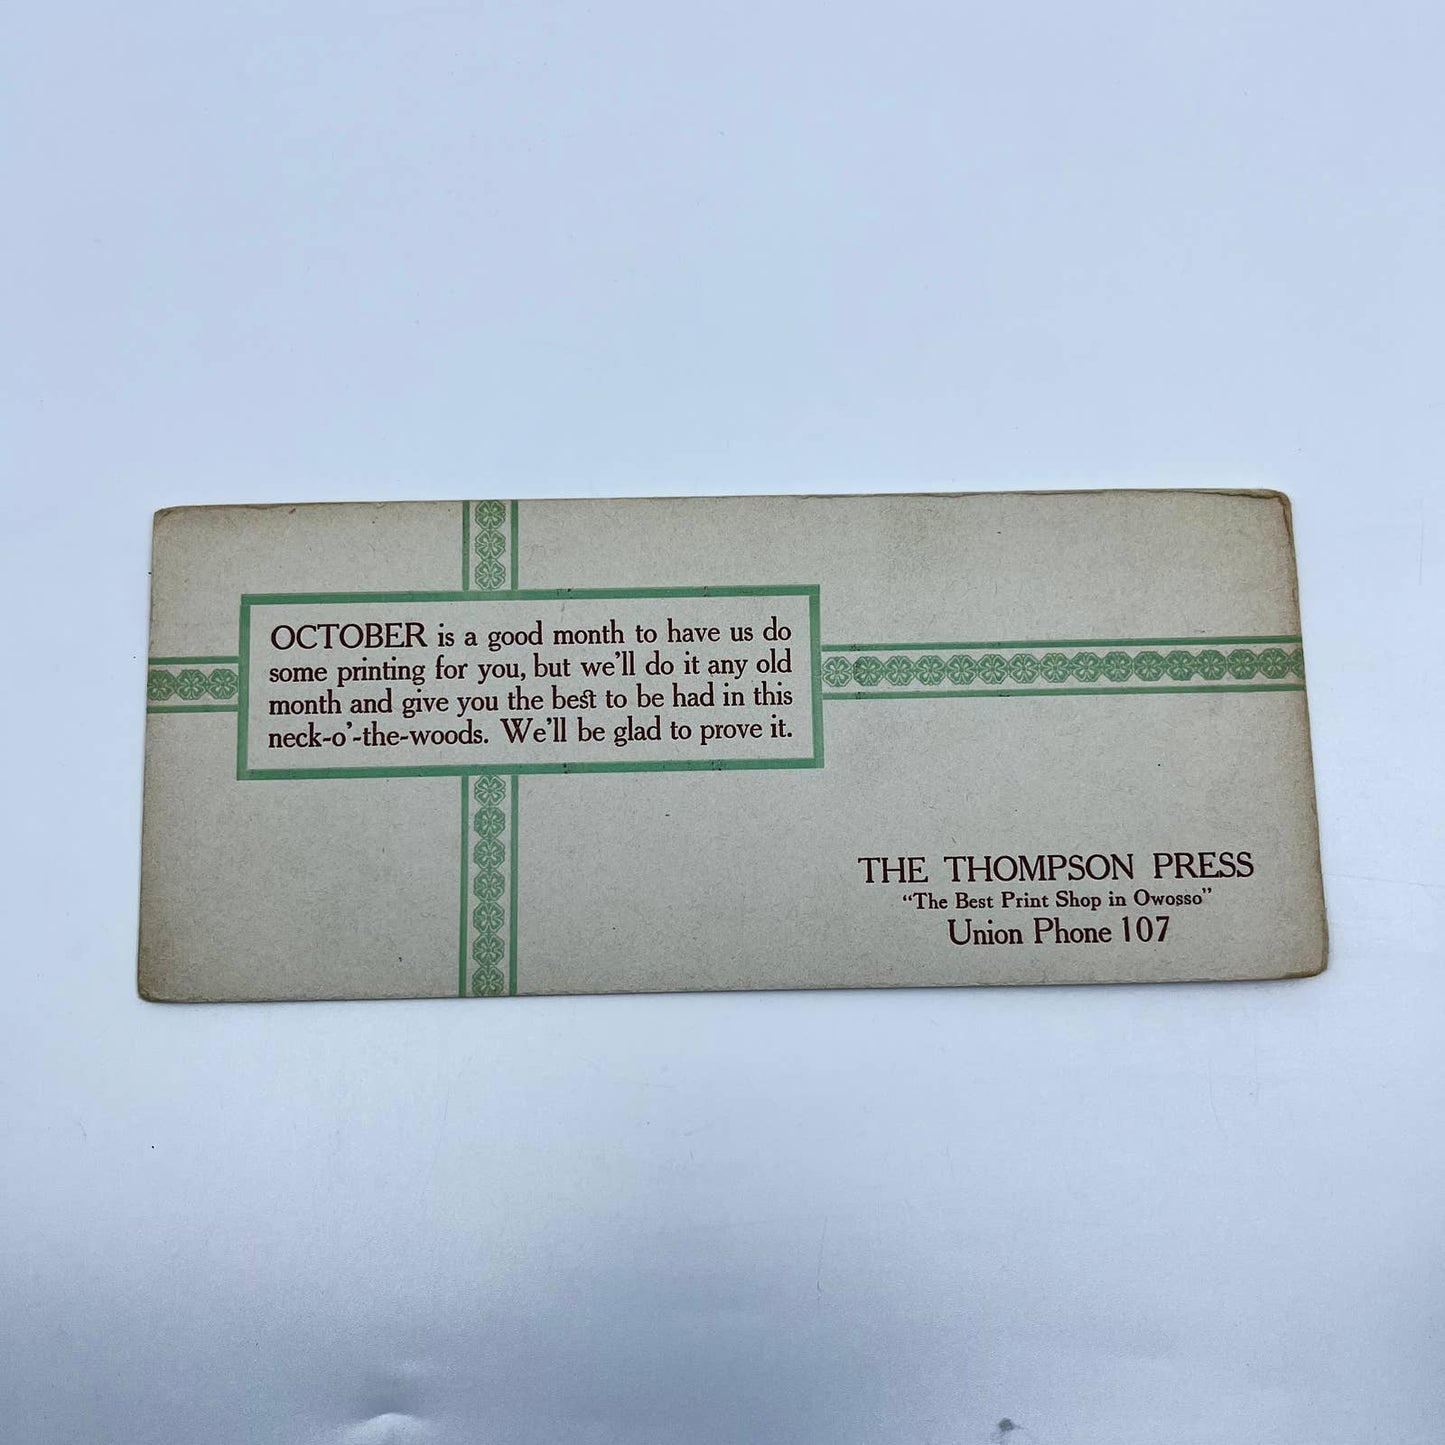 OCTOBER is a good month to have us do
some printing for you, but we'll do it any old
month and give you the best to be had in this
neck-o'-the-woods. We'll be glad to prove it.
THE THOMPSON PRESS
“The Best Print Shop in Owosso”
Union Phone 107